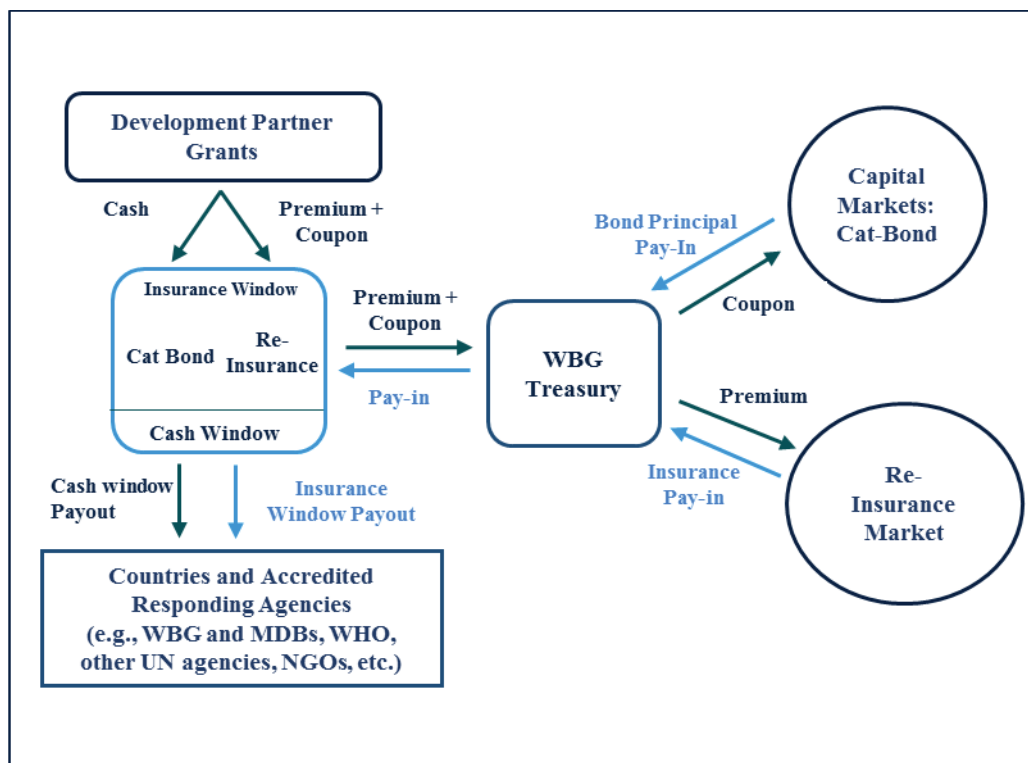 Development Partner
Grants
Cash
Premium +
Coupon
Insurance Window
Cat Bond
Re-
Insurance
Cash Window
Premium +
Coupon
Pay-in
WBG
Treasury
Bond Principal
Pay-In
Coupon
Capital
Markets:
Cat-Bond
Premium
Insurance
Pay-in
Re-
Insurance
Market
Cash window
Payout
Insurance
Window Payout
Countries and Accredited
Responding Agencies
(e.g., WBG and MDBs, WHO,
other UN agencies, NGOs, etc.)